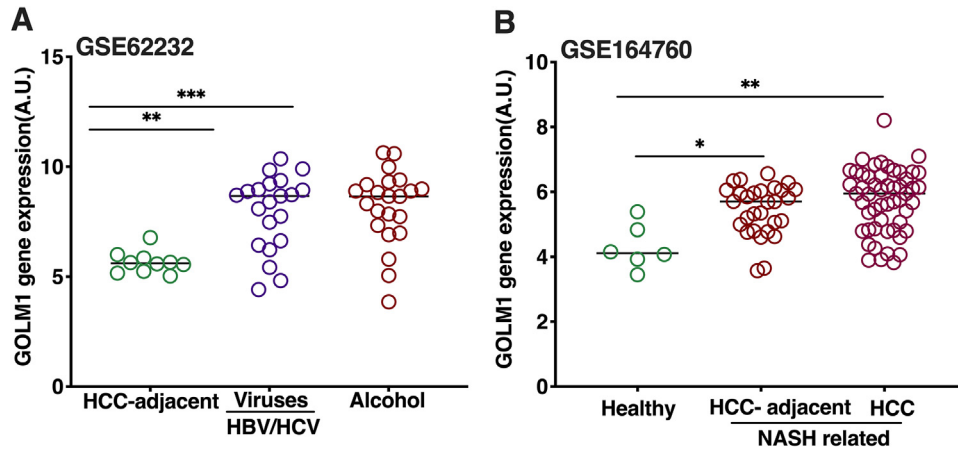 A
GSE62232
GOLM1 gene expression(A.U.)
15
10
5
0
***
**
HCC-adjacent
Viruses
Alcohol
HBV/HCV
B
GSE164760
GOLM1 gene expression(A.U.)
10
8
6
4
2
0
**
*
Healthy
HCC- adjacent
HCC
NASH related